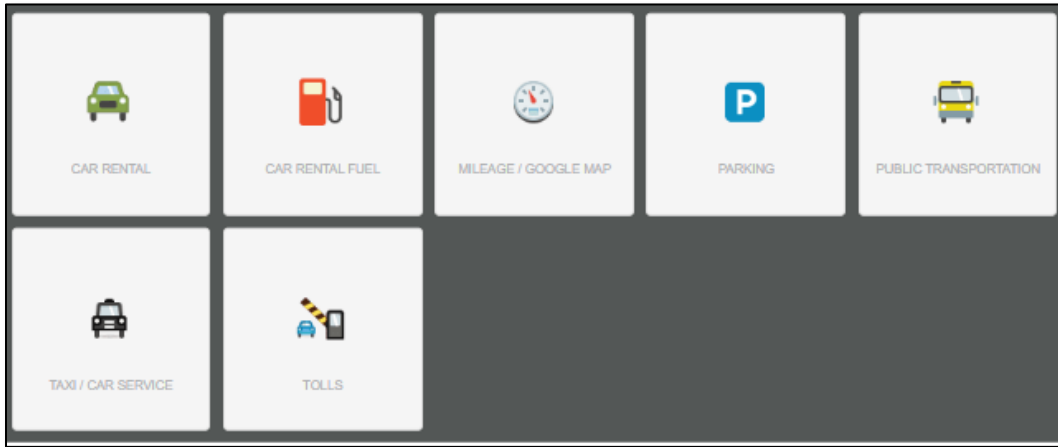 CAR RENTAL
CAR RENTAL FUEL
MILEAGE / GOOGLE MAP
P
PARKING
PUBLIC TRANSPORTATION
TAXI / CAR SERVICE
TOLLS